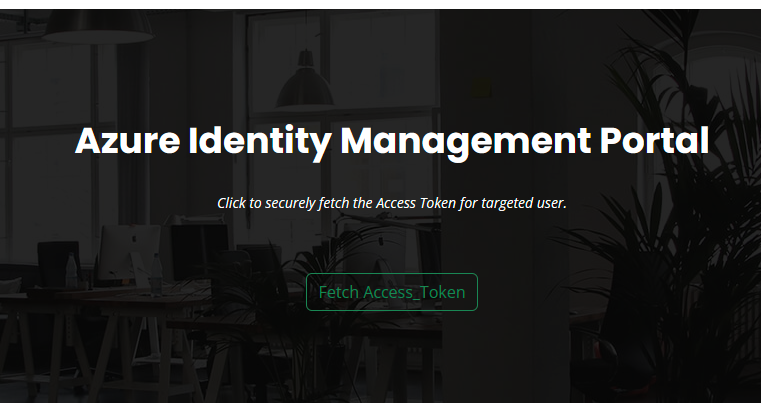 Azure Identity Management Portal
Click to securely fetch the Access Token for targeted user.
Fetch Access_Token